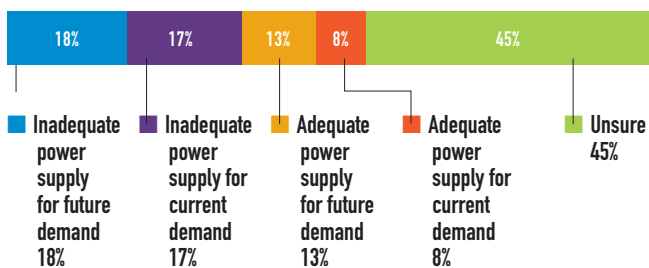 18%
17%
13%
8%
45%
Inadequate
power
supply
for future
demand
18%
Inadequate
power
supply for
current
demand
17%
Adequate
power
supply
for future
demand
13%
Adequate
power
supply for
current
demand
8%
Unsure
45%